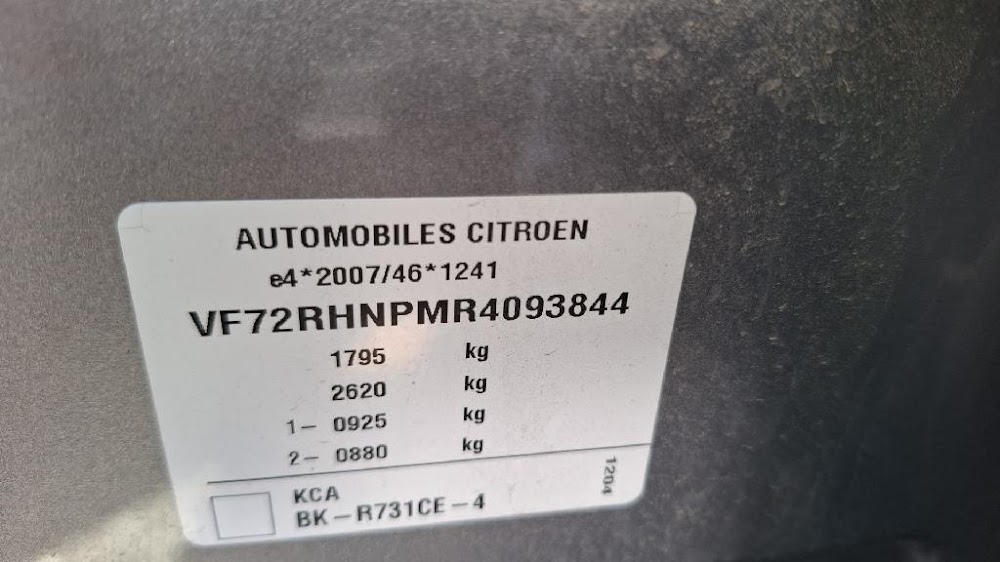 AUTOMOBILES CITROEN
e4*2007/46*1241
VF72RHNPMR4093844
1795 kg
2620 kg
1- 0925 kg
2- 0880 kg
1204
KCA
BK-R731CE-4